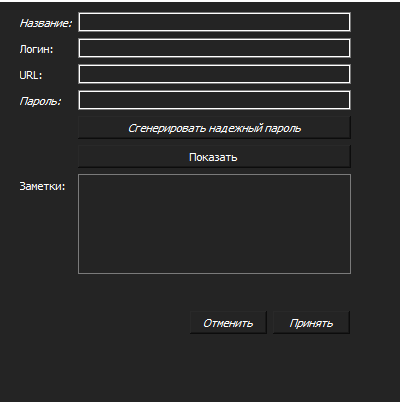 Название:
Логин:
URL:
Пароль:
Сгенерировать надежный пароль
Показать
Заметки:
Отменить Принять